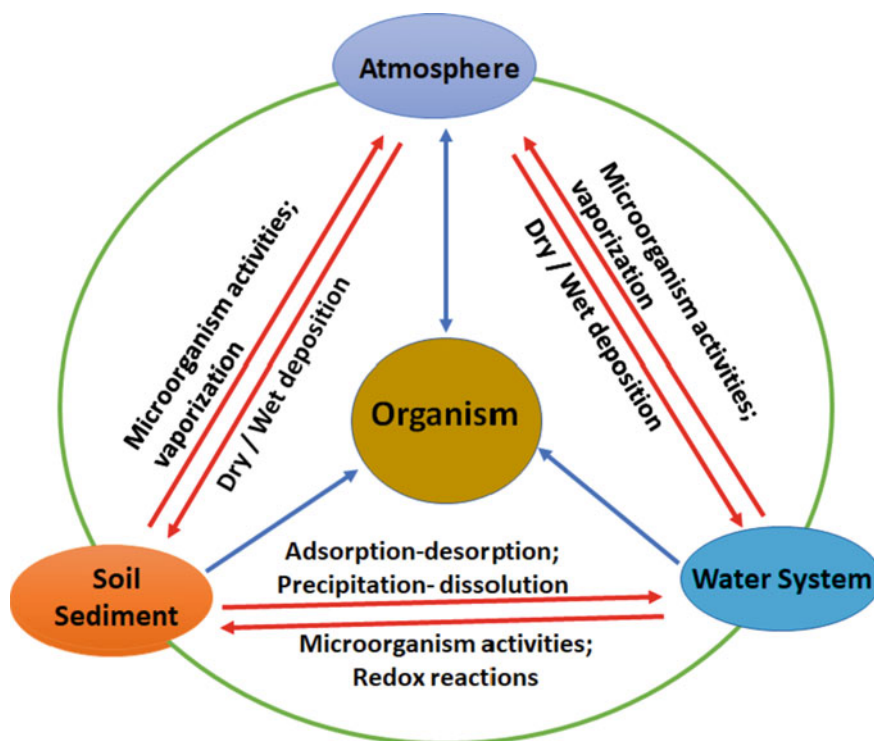 Atmosphere
Microorganism activities;
vaporization
Dry / Wet deposition
Microorganism activities;
vaporization
Dry / Wet deposition
Organism
Soil
Sediment
Adsorption-desorption;
Precipitation- dissolution
Water System
Microorganism activities;
Redox reactions